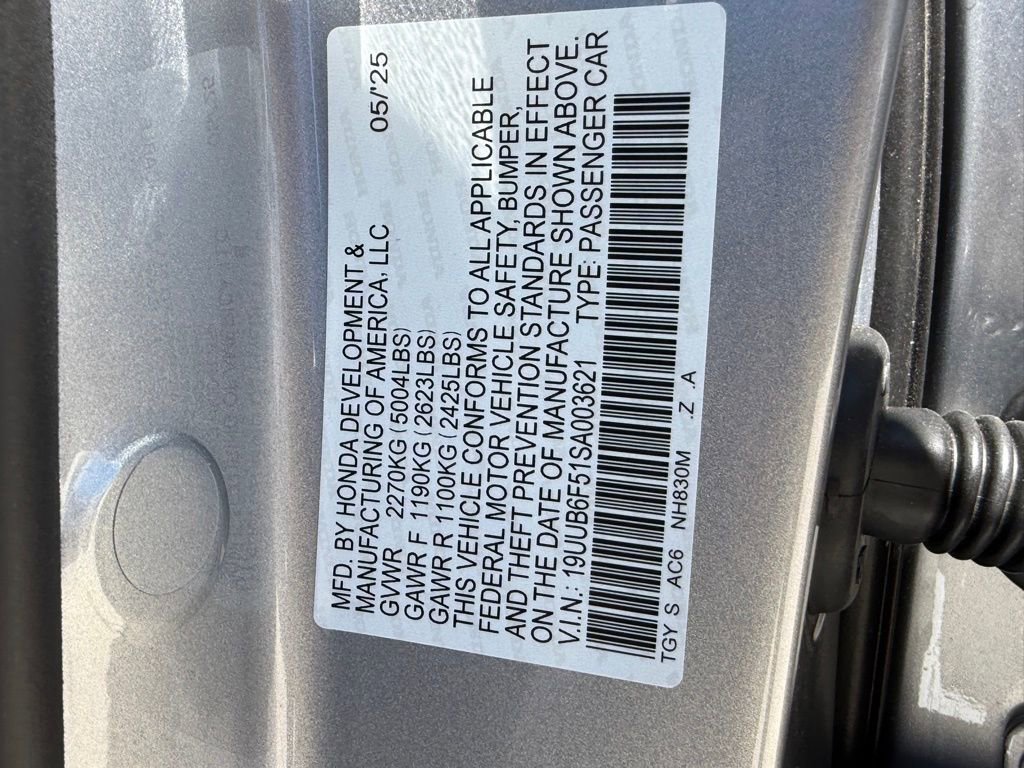 MFD. BY HONDA DEVELOPMENT &
MANUFACTURING OF AMERICA, LLC 05/'25
GVWR 2270KG (5004LBS)
GAWR F 1190KG (2623LBS)
GAWR R 1100KG (2425LBS)
THIS VEHICLE CONFORMS TO ALL APPLICABLE
FEDERAL MOTOR VEHICLE SAFETY, BUMPER,
AND THEFT PREVENTION STANDARDS IN EFFECT
ON THE DATE OF MANUFACTURE SHOWN ABOVE.
V.I.N.: 19UUB6F51SA003621 TYPE: PASSENGER CAR
TGY S AC6 NH830M .Z .A